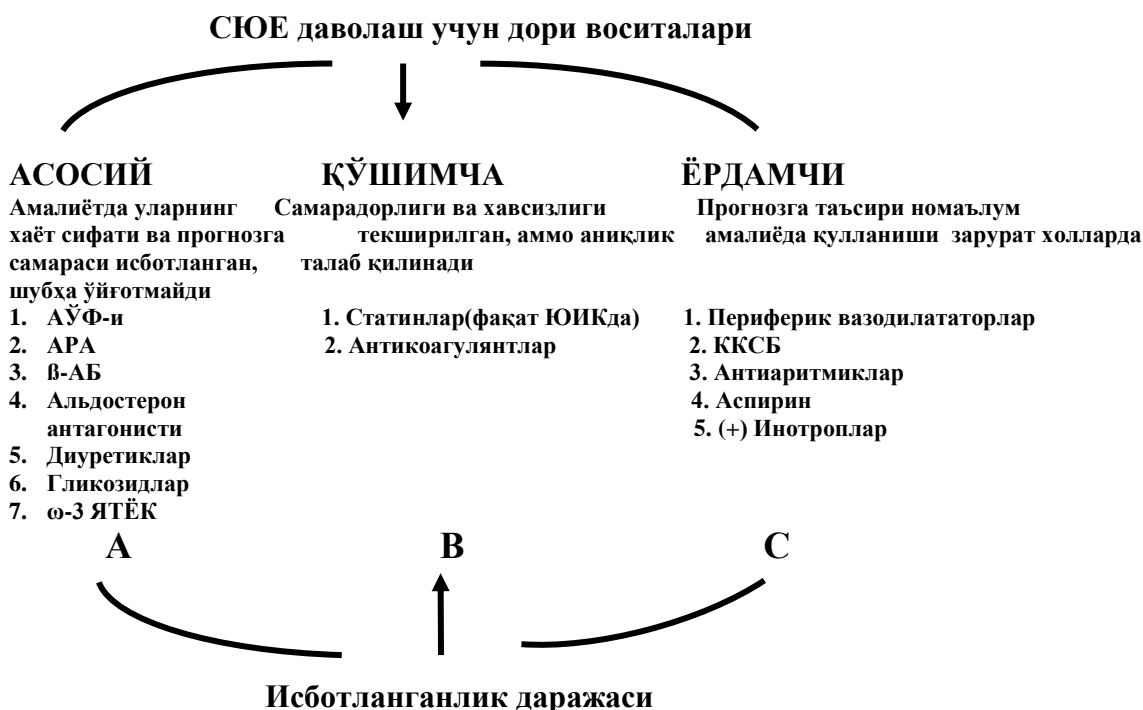 СЮЕ даволаш учун дори воситалари
АСОСИЙ
Амалиётда уларнинг
хаёт сифати ва прогнозга
самараси исботланган,
шубҳа ўйғотмайди
1. АЎФ-и
2. АРА
3. ß-АБ
4. Альдостерон
антагонисти
5. Диуретиклар
6. Гликозидлар
7. ω-3 ЯТЁК
А
ҚЎШИМЧА
Самарадорлиги ва хавсизлиги
текширилган, аммо аниқлик
талаб қилинади
1. Статинлар(фақат ЮИКда)
2. Антикоагулянтлар
В
ЁРДАМЧИ
Прогнозга таъсири номаълум
амалиёда қулланиши зарурат холларда
1. Периферик вазодилататорлар
2. ККСБ
3. Антиаритмиклар
4. Аспирин
5. (+) Инотроплар
С
Исботланганлик даражаси